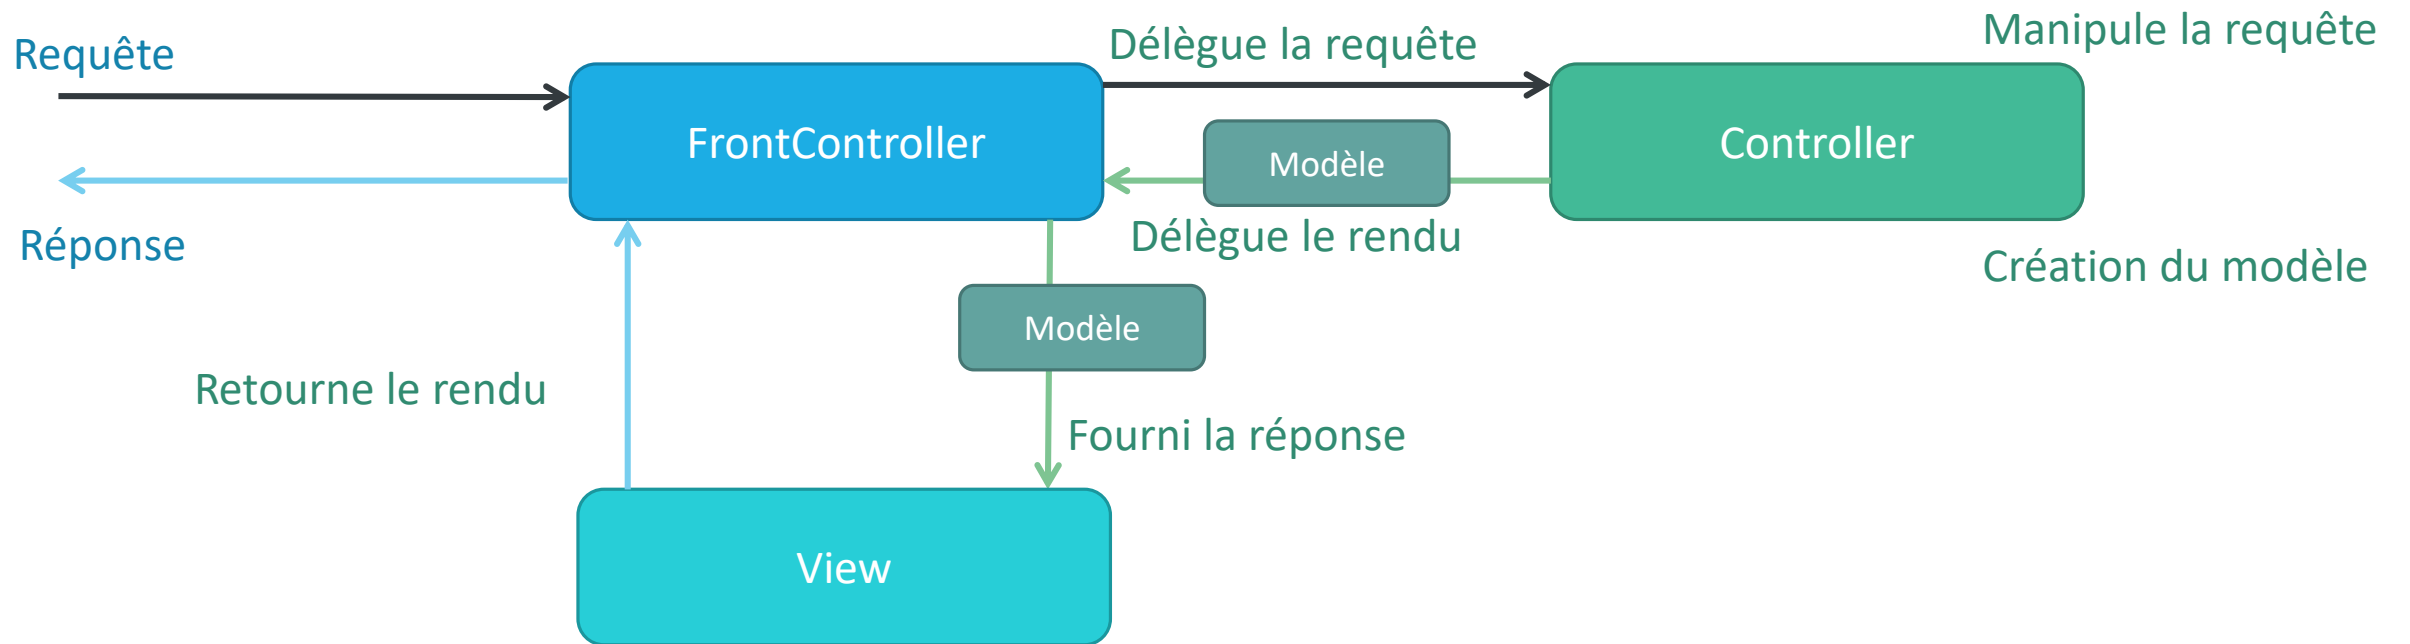 Requête
Délègue la requête
Manipule la requête
FrontController
Modèle
Controller
Réponse
Délègue le rendu
Création du modèle
Modèle
Retourne le rendu
Fourni la réponse
View